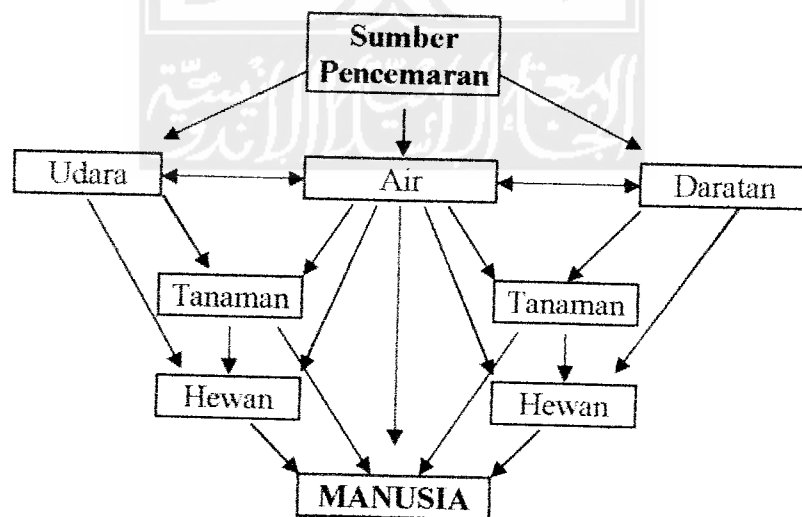 Sumber
Pencemaran
Udara
Air
Daratan
Tanaman
Tanaman
Hewan
Hewan
MANUSIA